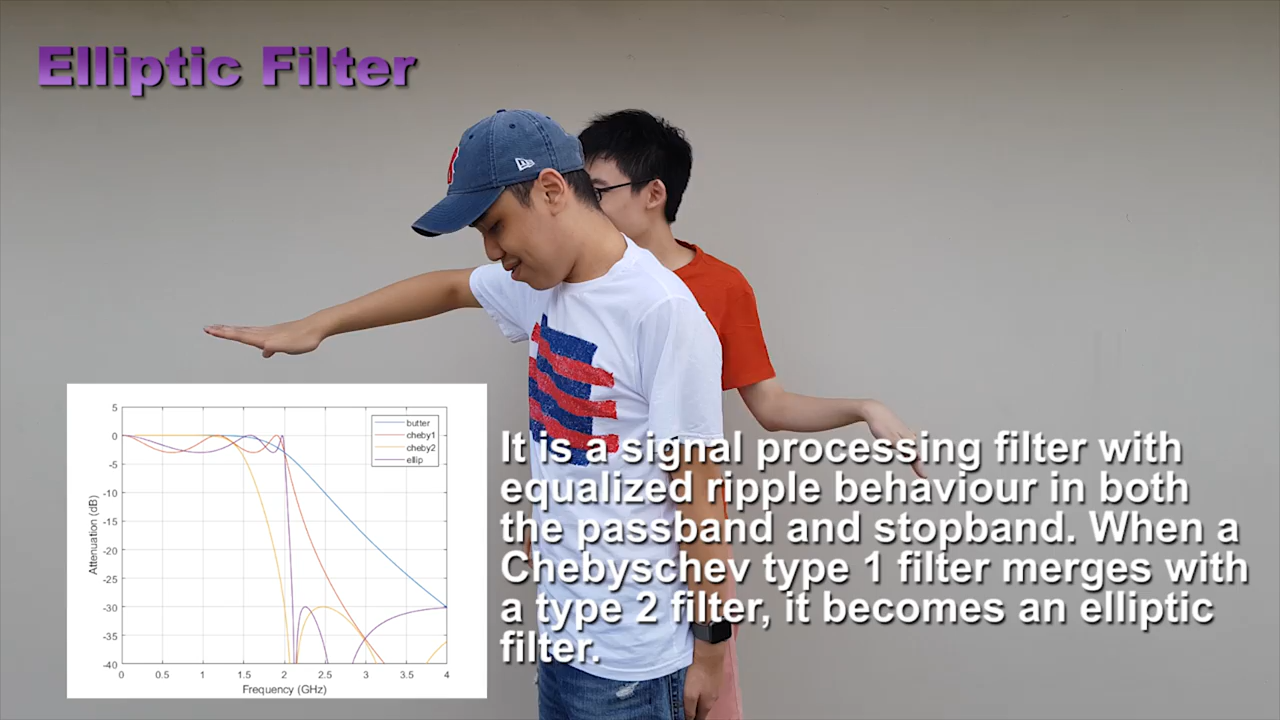 Elliptic Filter
5
0
-5
-10
-15
-20
-25
-30
-35
-40
Attenuation (dB)
butter
cheby1
cheby2
ellip
0 0.5 1 1.5 2 2.5 3 3.5 4
Frequency (GHz)
It is a signal processing filter with
equalized ripple behaviour in both
the passband and stopband. When a
Chebyschev type 1 filter merges with
a type 2 filter, it becomes an elliptic
filter.